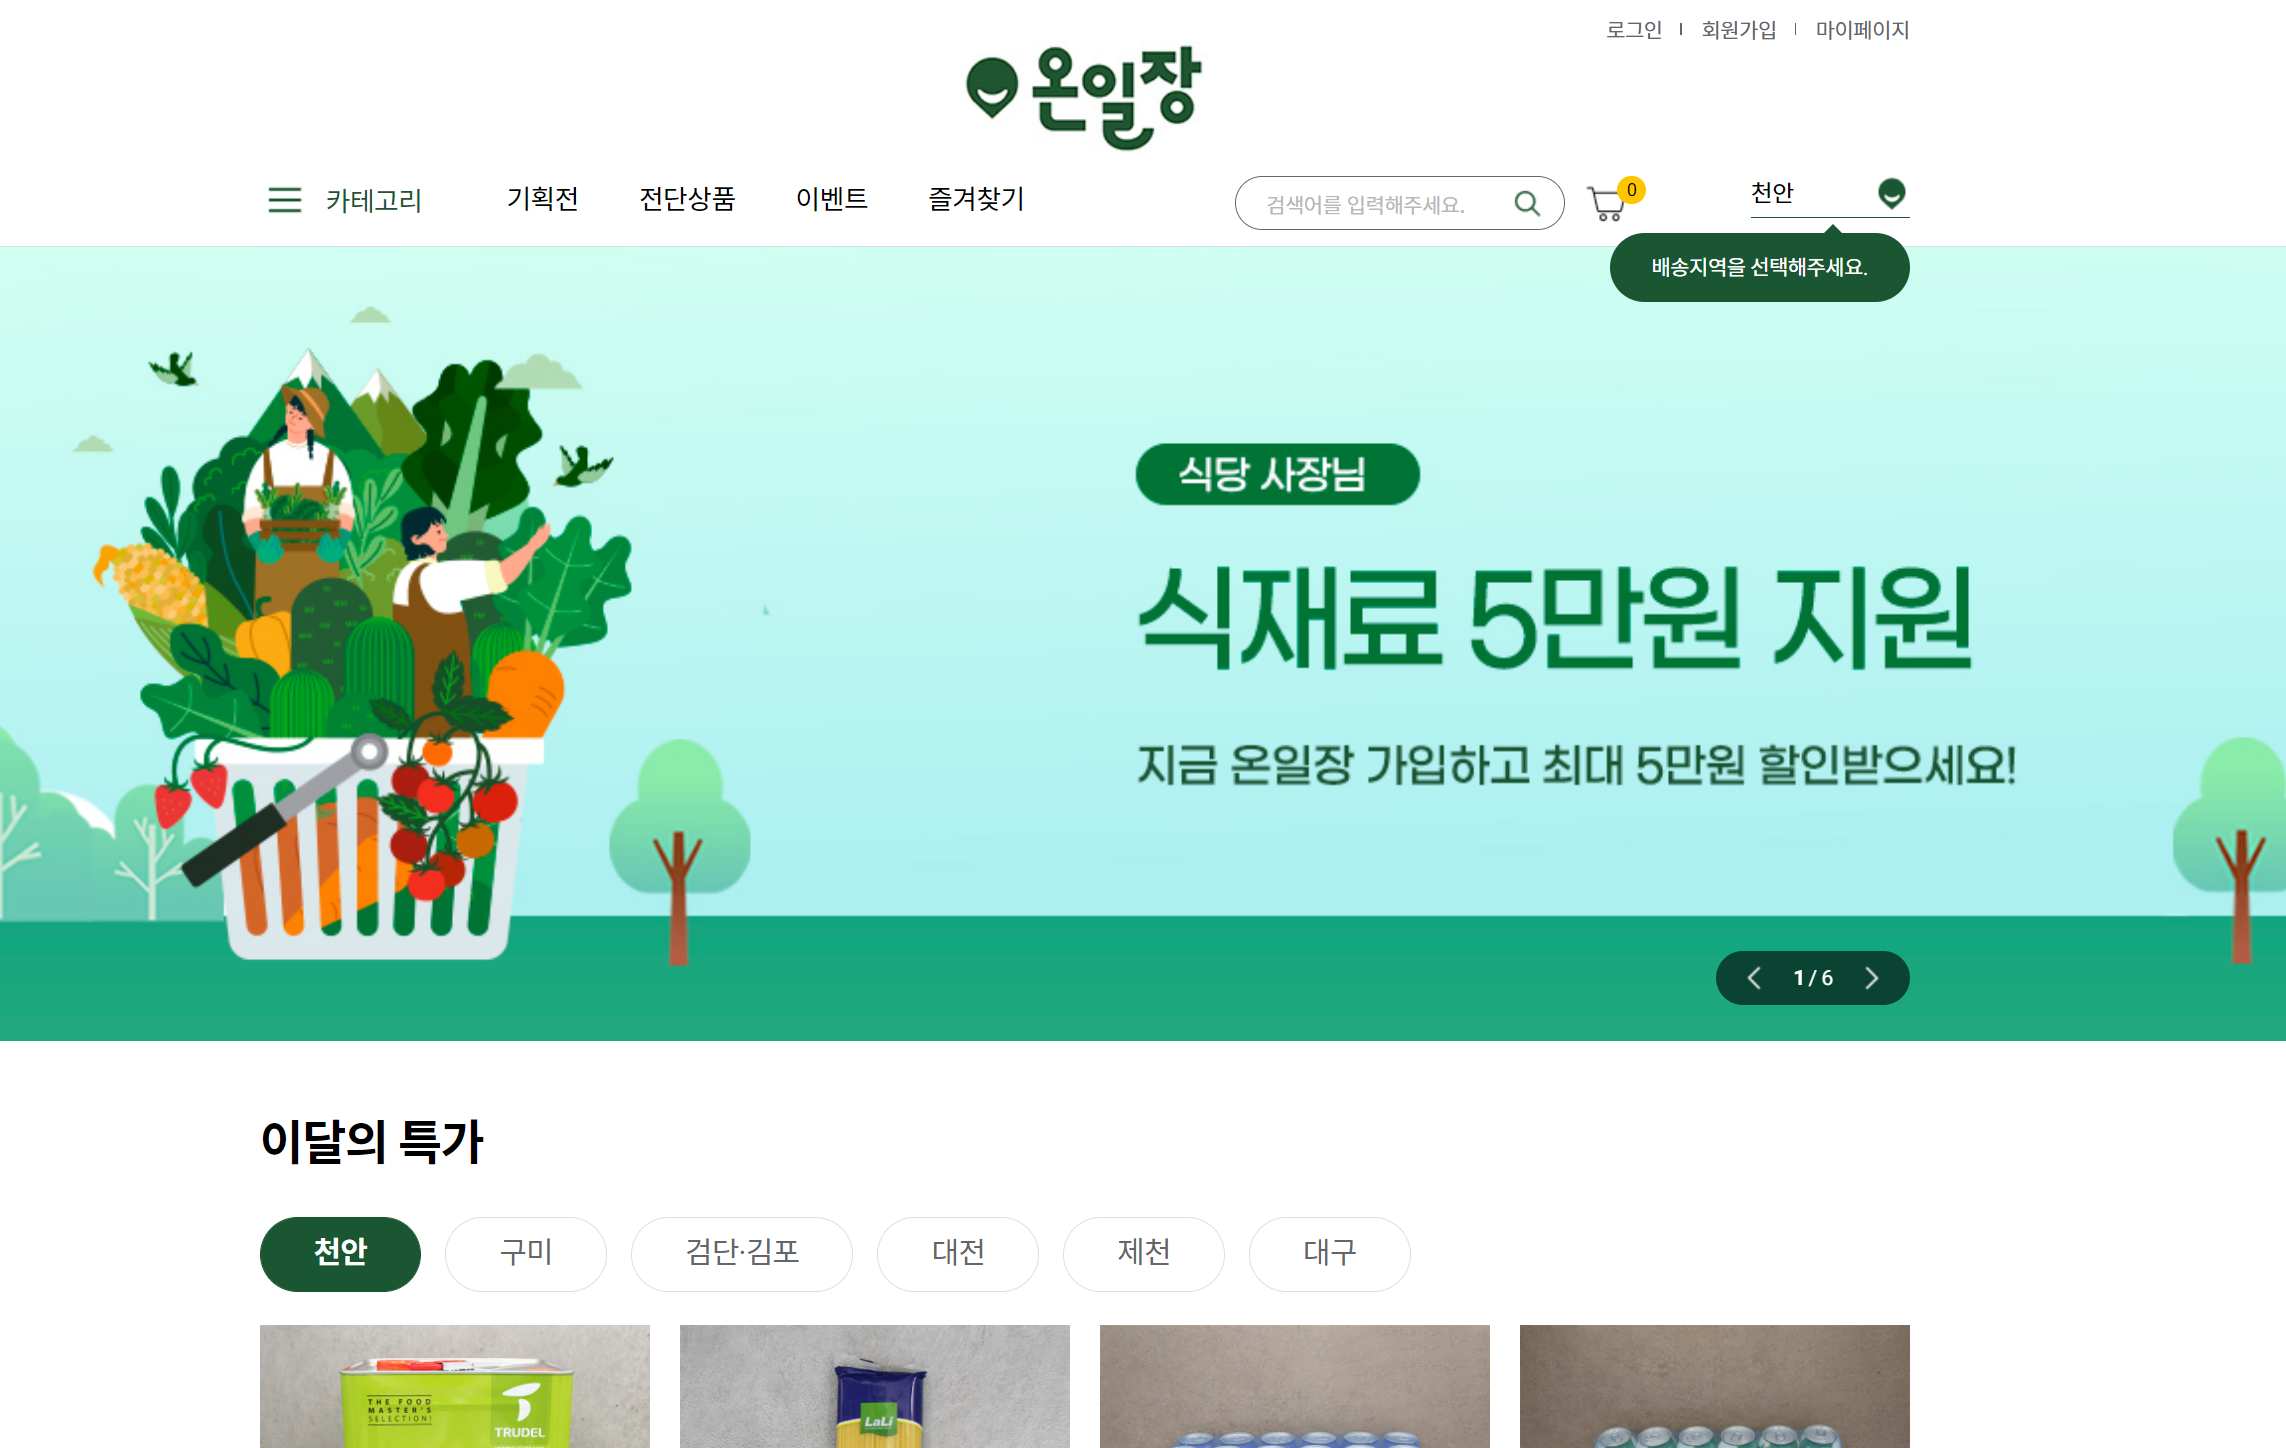 로그인
회원가입
마이페이지
온일장
카테고리
기획전
전단상품
이벤트
즐겨찾기
검색어를 입력해주세요.
0
천안
배송지역을 선택해주세요.
식당 사장님
식재료 5만원 지원
지금 온일장 가입하고 최대 5만원 할인받으세요!
1 / 6
이달의 특가
천안
구미
검단·김포
대전
제천
대구
THE FOOD
MASTER'S
SELECTION!
TRUDEL
LaLi